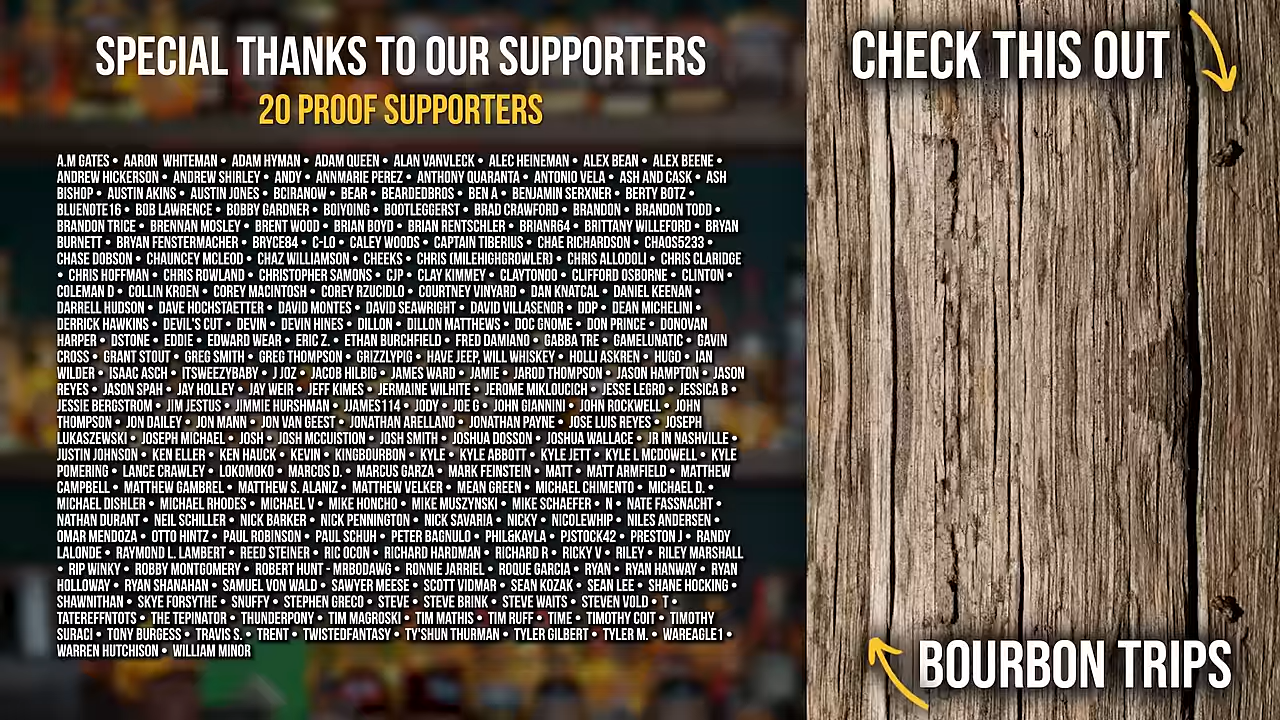 SPECIAL THANKS TO OUR SUPPORTERS
20 PROOF SUPPORTERS
A.M GATES • AARON WHITEMAN • ADAM HYMAN • ADAM QUEEN • ALAN VANVLECK • ALEC HEINEMAN • ALEX BEAN • ALEX BEENE •
ANDREW HICKERSON • ANDREW SHIRLEY • ANDY • ANNMARIE PEREZ • ANTHONY QUARANTA • ANTONIO VELA • ASH AND CASK • ASH
BISHOP • AUSTIN AKINS • AUSTIN JONES • BCIRANOW • BEAR • BEARDEDBROS • BEN A • BENJAMIN SERXNER • BERTY BOTZ •
BLUENOTE16 • BOB LAWRENCE • BOBBY GARDNER • BOIYOING • BOOTLEGGERST • BRAD CRAWFORD • BRANDON • BRANDON TODD •
BRANDON TRICE • BRENNAN MOSLEY • BRENT WOOD • BRIAN BOYD • BRIAN RENTSCHLER • BRIANR64 • BRITTANY WILLEFORD • BRYAN
BURNETT • BRYAN FENSTERMACHER • BRYCE84 • C-LO • CALEY WOODS • CAPTAIN TIBERIUS • CHAE RICHARDSON • CHAOS5233 •
CHASE DOBSON • CHAUNCEY MCLEOD • CHAZ WILLIAMSON • CHEEKS • CHRIS (MILEHIGHGROWLER) • CHRIS ALLODOLI • CHRIS CLARIDGE
• CHRIS HOFFMAN • CHRIS ROWLAND • CHRISTOPHER SAMONS • CJP • CLAY KIMMEY • CLAYTONOO • CLIFFORD OSBORNE • CLINTON •
COLEMAN D • COLLIN KROEN • COREY MACINTOSH • COREY RZUCIDLO • COURTNEY VINYARD • DAN KNATCAL • DANIEL KEENAN •
DARRELL HUDSON • DAVE HOCHSTAETTER • DAVID MONTES • DAVID SEAWRIGHT • DAVID VILLASENOR • DDP • DEAN MICHELINI •
DERRICK HAWKINS • DEVIL'S CUT • DEVIN • DEVIN HINES • DILLON • DILLON MATTHEWS • DOC GNOME • DON PRINCE • DONOVAN
HARPER • DSTONE • EDDIE • EDWARD WEAR • ERIC Z. • ETHAN BURCHFIELD • FRED DAMIANO • GABBA TRE • GAMELUNATIC • GAVIN
CROSS • GRANT STOUT • GREG SMITH • GREG THOMPSON • GRIZZLYPIG • HAVE JEEP, WILL WHISKEY • HOLLI ASKREN • HUGO • IAN
WILDER • ISAAC ASCH • ITSWEEZYBABY • J JOZ • JACOB HILBIG • JAMES WARD • JAMIE • JAROD THOMPSON • JASON HAMPTON • JASON
REYES • JASON SPAH • JAY HOLLEY • JAY WEIR • JEFF KIMES • JERMAINE WILHITE • JEROME MIKLOUCICH • JESSE LEGRO • JESSICA B •
JESSIE BERGSTROM • JIM JESTUS • JIMMIE HURSHMAN • JJAMES114 • JODY • JOE G • JOHN GIANNINI • JOHN ROCKWELL • JOHN
THOMPSON • JON DAILEY • JON MANN • JON VAN GEEST • JONATHAN ARELLANO • JONATHAN PAYNE • JOSE LUIS REYES • JOSEPH
LUKASZEWSKI • JOSEPH MICHAEL • JOSH • JOSH MCCUISTION • JOSH SMITH • JOSHUA DOSSON • JOSHUA WALLACE • JR IN NASHVILLE •
JUSTIN JOHNSON • KEN ELLER • KEN HAUCK • KEVIN • KINGBOURBON • KYLE • KYLE ABBOTT • KYLE JETT • KYLE L MCDOWELL • KYLE
POMERING • LANCE CRAWLEY • LOKOMOKO • MARCOS D. • MARCUS GARZA • MARK FEINSTEIN • MATT • MATT ARMFIELD • MATTHEW
CAMPBELL • MATTHEW GAMBREL • MATTHEW S. ALANIZ • MATTHEW VELKER • MEAN GREEN • MICHAEL CHIMENTO • MICHAEL D. •
MICHAEL DISHLER • MICHAEL RHODES • MICHAEL V • MIKE HONCHO • MIKE MUSZYNSKI • MIKE SCHAEFER • N • NATE FASSNACHT •
NATHAN DURANT • NEIL SCHILLER • NICK BARKER • NICK PENNINGTON • NICK SAVARIA • NICKY • NICOLEWHIP • NILES ANDERSEN •
OMAR MENDOZA • OTTO HINTZ • PAUL ROBINSON • PAUL SCHUH • PETER BAGNULO • PHIL&KAYLA • PJSTOCK42 • PRESTON J • RANDY
LALONDE • RAYMOND L. LAMBERT • REED STEINER • RIC OCON • RICHARD HARDMAN • RICHARD R • RICKY V • RILEY • RILEY MARSHALL
• RIP WINKY • ROBBY MONTGOMERY • ROBERT HUNT - MRBODAWG • RONNIE JARRIEL • ROQUE GARCIA • RYAN • RYAN HANWAY • RYAN
HOLLOWAY • RYAN SHANAHAN • SAMUEL VON WALD • SAWYER MEESE • SCOTT VIDMAR • SEAN KOZAK • SEAN LEE • SHANE HOCKING •
SHAWNITHAN • SKYE FORSYTHE • SNUFFY • STEPHEN GRECO • STEVE • STEVE BRINK • STEVE WAITS • STEVEN VOLD • T •
TATEREFFNTOTS • THE TEPINATOR • THUNDERPONY • TIM MAGROSKI • TIM MATHIS • TIM RUFF • TIME • TIMOTHY COIT • TIMOTHY
SURACI • TONY BURGESS • TRAVIS S. • TRENT • TWISTEDFANTASY • TY'SHUN THURMAN • TYLER GILBERT • TYLER M. • WAREAGLE1 •
WARREN HUTCHISON • WILLIAM MINOR
CHECK THIS OUT
BOURBON TRIPS